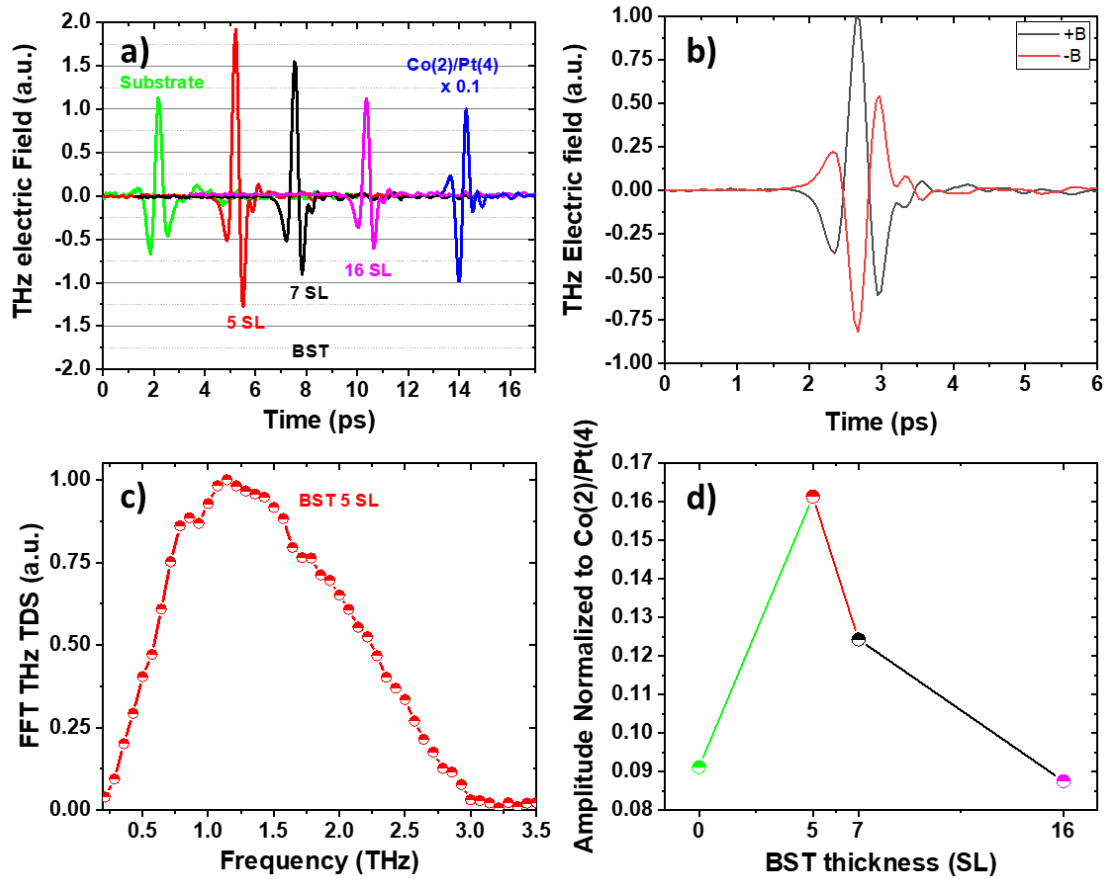 a)
THz electric Field (a.u.)
2.0
1.5
1.0
0.5
0.0
-0.5
-1.0
-1.5
-2.0
Substrate
Co(2)/Pt(4)
x 0.1
5 SL
7 SL
16 SL
BST
0 2 4 6 8 10 12 14 16
Time (ps)
b)
THz Electric field (a.u.)
1.00
0.75
0.50
0.25
0.00
-0.25
-0.50
-0.75
-1.00
+B
-B
0 1 2 3 4 5 6
Time (ps)
c)
FFT THz TDS (a.u.)
1.00
0.75
0.50
0.25
0.00
BST 5 SL
0.5 1.0 1.5 2.0 2.5 3.0 3.5
Frequency (THz)
d)
Amplitude Normalized to Co(2)/Pt(4)
0.17
0.16
0.15
0.14
0.13
0.12
0.11
0.10
0.09
0.08
0 5 7 16
BST thickness (SL)